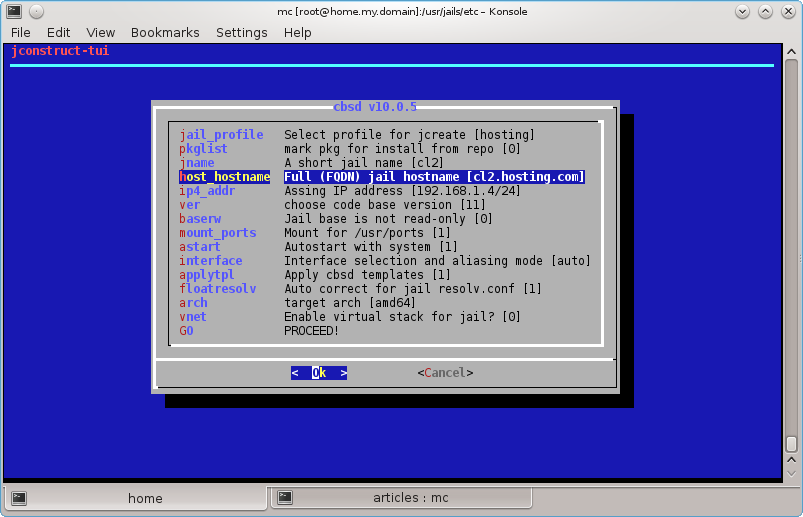 mc [root@home.my.domain]:/usr/jails/etc – Konsole
File Edit View Bookmarks Settings Help
jconstruct-tui
cbsd v10.0.5
jail_profile Select profile for jcreate [hosting]
pkglist mark pkg for install from repo [0]
jname A short jail name [cl2]
host_hostname Full (FQDN) jail hostname [cl2.hosting.com]
ip4_addr Assing IP address [192.168.1.4/24]
ver choose code base version [11]
baserw Jail base is not read-only [0]
mount_ports Mount for /usr/ports [1]
astart Autostart with system [1]
interface Interface selection and aliasing mode [auto]
applytpl Apply cbsd templates [1]
floatresolv Auto correct for jail resolv.conf [1]
arch target arch [amd64]
vnet Enable virtual stack for jail? [0]
GO PROCEED!
< Ok > <Cancel>
home articles : mc